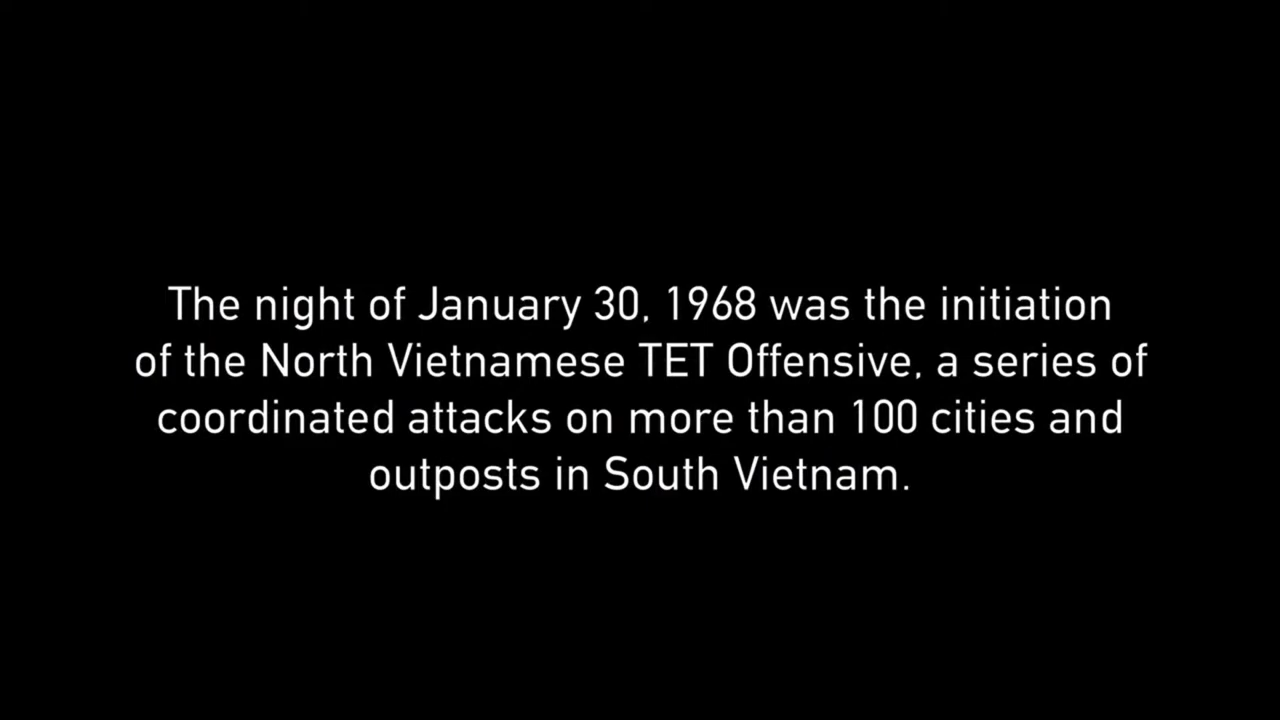 The night of January 30, 1968 was the initiation
of the North Vietnamese TET Offensive, a series of
coordinated attacks on more than 100 cities and
outposts in South Vietnam.